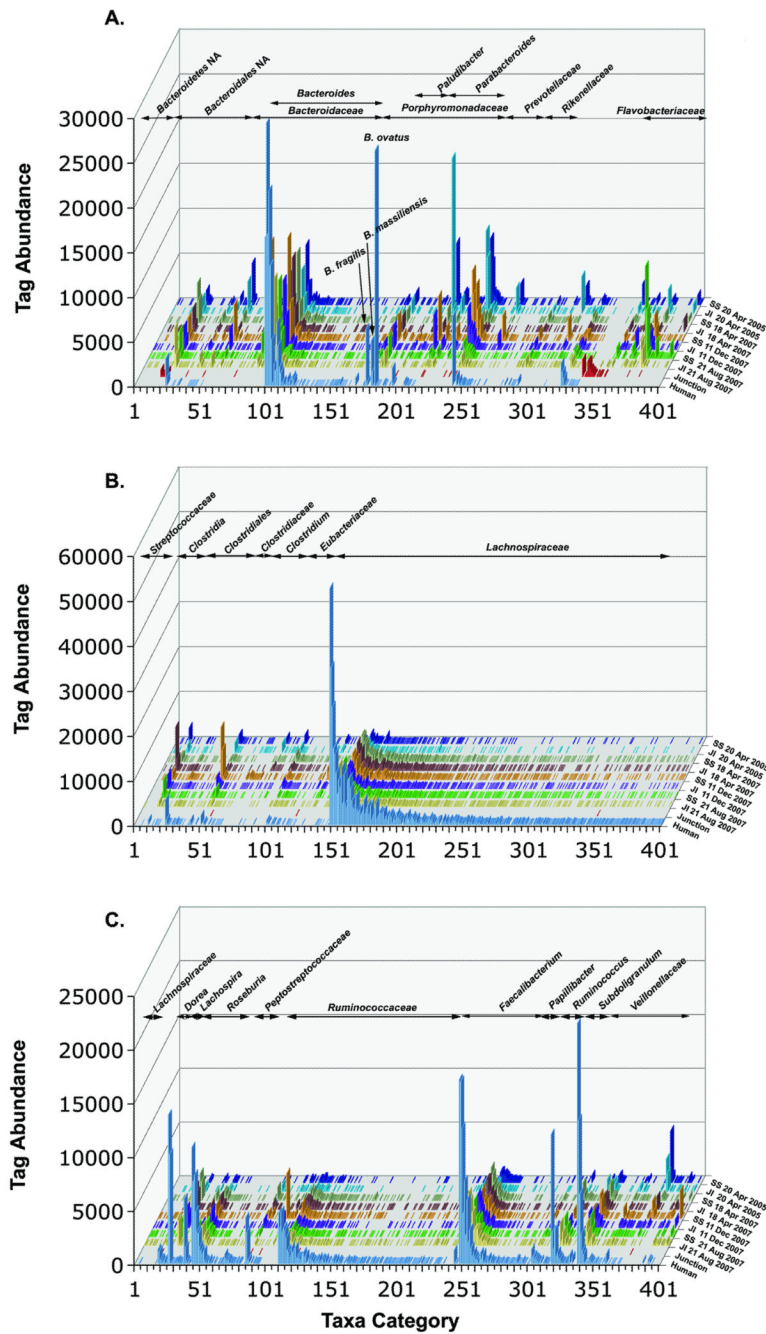 A.
Bacteroidetes NA
Bacteroidales NA
Bacteroides
Bacteroidaceae
Paludibacter
Parabacteroides
Porphyromonadaceae
Prevotellaceae
Rikenellaceae
Flavobacteriaceae
B. ovatus
B. massiliensis
B. fragilis
Tag Abundance
30000
25000
20000
15000
10000
5000
0
1 51 101 151 201 251 301 351 401
SS 20 Apr 2005
JI 20 Apr 2005
SS 18 Apr 2007
JI 18 Apr 2007
SS 11 Dec 2007
JI 11 Dec 2007
SS 21 Aug 2007
JI 21 Aug 2007
Junction
Human
B.
Streptococcaceae
Clostridia
Clostridiales
Clostridiaceae
Clostridium
Eubacteriaceae
Lachnospiraceae
Tag Abundance
60000
50000
40000
30000
20000
10000
0
1 51 101 151 201 251 301 351 401
SS 20 Apr 2005
JI 20 Apr 2005
SS 18 Apr 2007
JI 18 Apr 2007
SS 11 Dec 2007
JI 11 Dec 2007
SS 21 Aug 2007
JI 21 Aug 2007
Junction
Human
C.
Lachnospiraceae
Dorea
Lachospira
Roseburia
Peptostreptococcaceae
Ruminococcaceae
Faecalibacterium
Papillibacter
Ruminococcus
Subdoligranulum
Veillonellaceae
Tag Abundance
25000
20000
15000
10000
5000
0
1 51 101 151 201 251 301 351 401
SS 20 Apr 2005
JI 20 Apr 2005
SS 18 Apr 2007
JI 18 Apr 2007
SS 11 Dec 2007
JI 11 Dec 2007
SS 21 Aug 2007
JI 21 Aug 2007
Junction
Human
Taxa Category